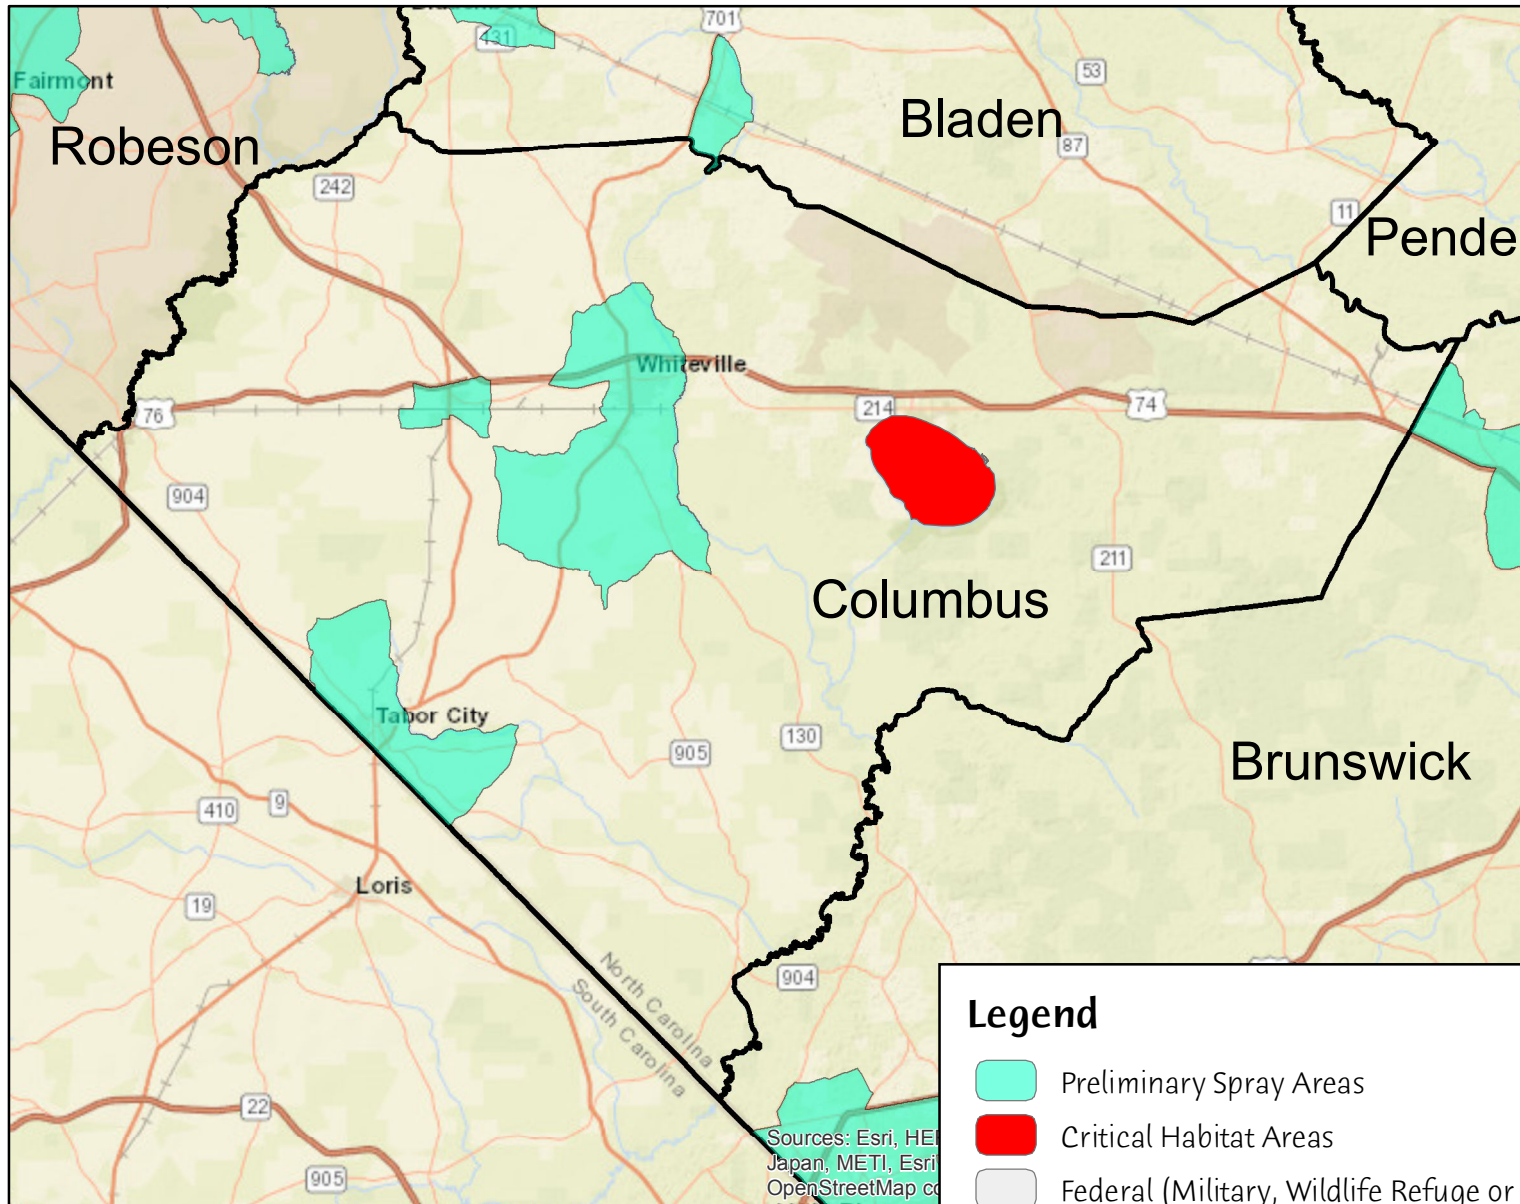 701
131
53
Fairmont
Bladen
Robeson
87
242
11
Pende
Whiteville
76
214
74
904
211
Columbus
Tabor City
130
905
Brunswick
9
410
Loris
19
North Carolina
South Carolina
904
Legend
Preliminary Spray Areas
22
Critical Habitat Areas
Sources: Esri, HE
Japan, METI, Esri
OpenStreetMap co
905
Federal (Military, Wildlife Refuge or